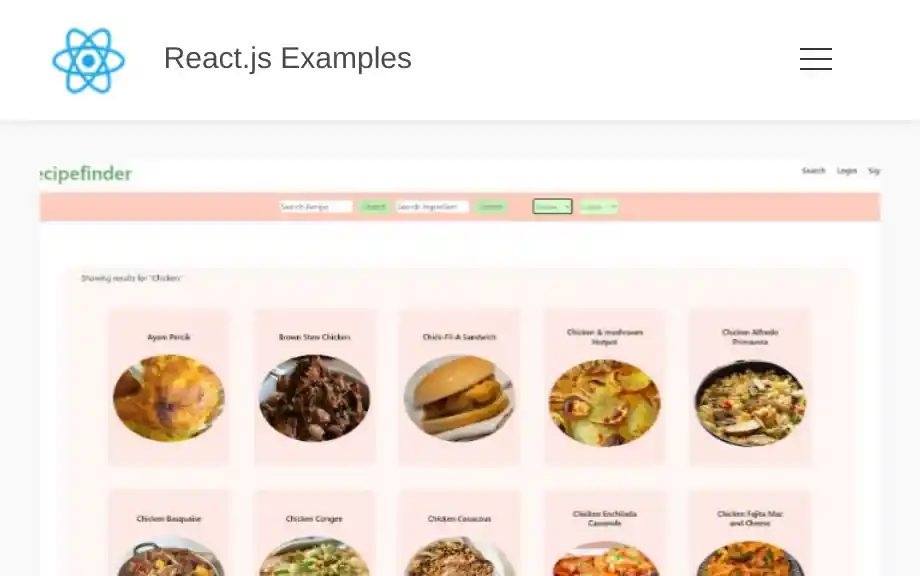 React.js Examples
ecipefinder
Search Login Sig
Search Recipe Search Search Ingredient Search
Showing results for "Chicken"
Ayam Percik
Brown Stew Chicken
Chick-Fil-A Sandwich
Chicken & mushroom
Hotpot
Chicken Alfredo
Primavera
Chicken Basquaise
Chicken Congee
Chicken Couscous
Chicken Enchilada
Casserole
Chicken Fajita Mac
and Cheese